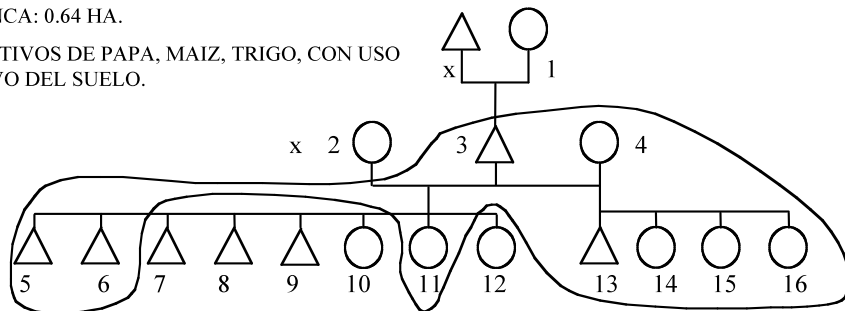 NCA: 0.64 HA.
TIVOS DE PAPA, MAIZ, TRIGO, CON USO
VO DEL SUELO.
x 1
x 2 3 4
5 6 7 8 9 10 11 12 13 14 15 16